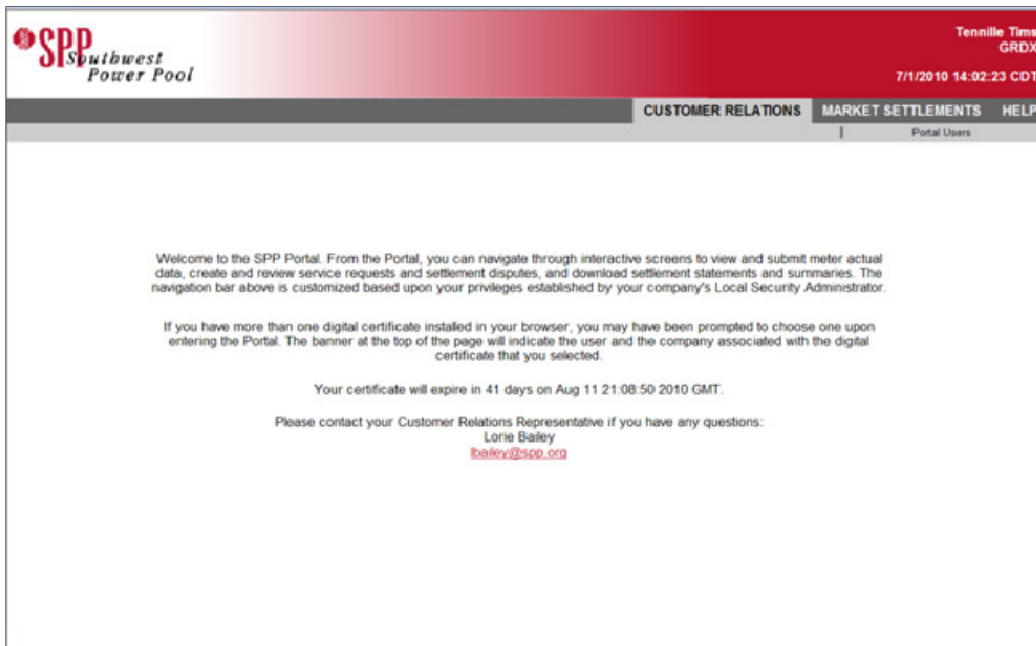 SPP
Southwest
Power Pool
Tennille Tims
GRDX
7/1/2010 14:02:23 CDT
CUSTOMER RELATIONS MARKET SETTLEMENTS HELP
| Portal Users
Welcome to the SPP Portal. From the Portal, you can navigate through interactive screens to view and submit meter actual
data, create and review service requests and settlement disputes, and download settlement statements and summaries. The
navigation bar above is customized based upon your privileges established by your company's Local Security Administrator.
If you have more than one digital certificate installed in your browser, you may have been prompted to choose one upon
entering the Portal. The banner at the top of the page will indicate the user and the company associated with the digital
certificate that you selected.
Your certificate will expire in 41 days on Aug 11 21:08:50 2010 GMT.
Please contact your Customer Relations Representative if you have any questions:
Lorie Bailey
lbailey@spp.org